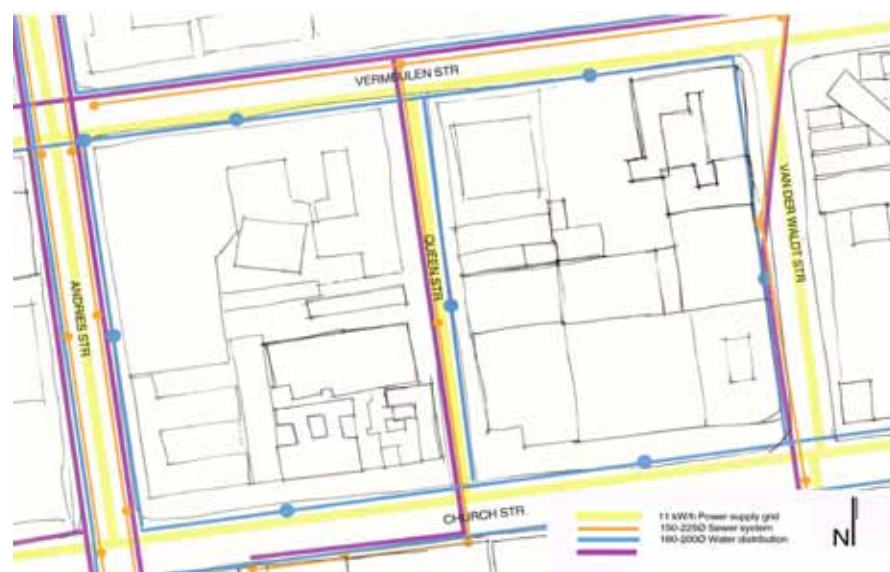 VERMEULEN STR
VAN DER WALDT STR
QUEEN STR
ANDRIES STR
CHURCH STR.
11 kW/h Power supply grid
150-225Ø Sewer system
160-200Ø Water distribution
N